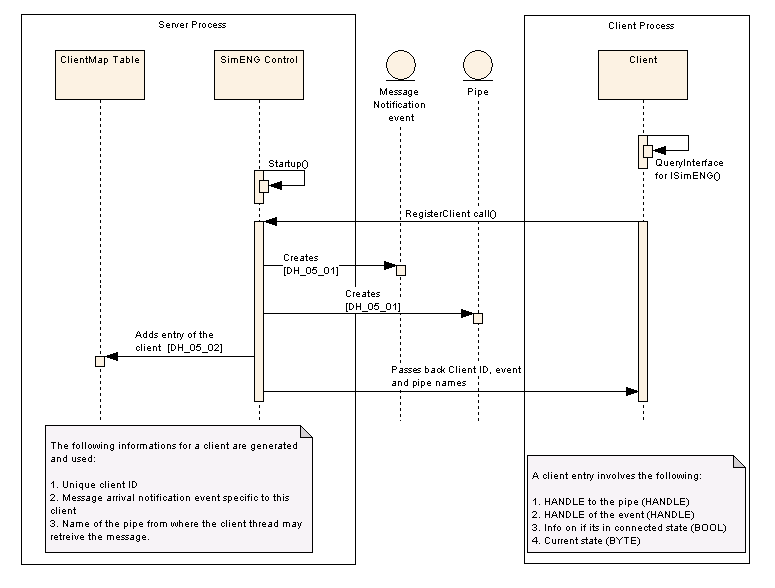 Server Process
Client Process
ClientMap Table
SimENG Control
Client
Message
Notification
event
Pipe
Startup()
QueryInterface
for ISimENG()
RegisterClient call()
Creates
[DH_05_01]
Creates
[DH_05_01]
Adds entry of the
client  [DH_05_02]
Passes back Client ID, event
and pipe names
The following informations for a client are generated
and used:
1. Unique client ID
2. Message arrival notification event specific to this
client
3. Name of the pipe from where the client thread may
retreive the message.
A client entry involves the following:
1. HANDLE to the pipe (HANDLE)
2. HANDLE of the event (HANDLE)
3. Info on if its in connected state (BOOL)
4. Current state (BYTE)